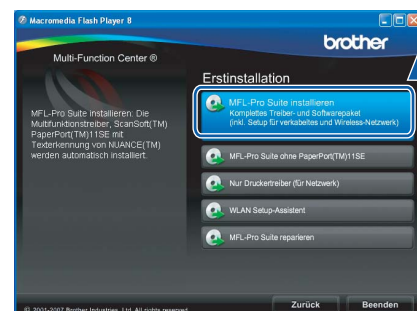 Macromedia Flash Player 8
brother
Multi-Function Center ®
Erstinstallation
MFL-Pro Suite installieren: Die
Multifunktionstreiber, ScanSoft(TM)
PaperPort(TM)11SE mit
Texterkennung von NUANCE(TM)
werden automatisch installiert.
MFL-Pro Suite installieren
Komplettes Treiber- und Softwarepaket
(inkl. Setup für verkabeltes und Wireless-Netzwerk)
MFL-Pro Suite ohne PaperPort(TM)11SE
Nur Druckertreiber (für Netzwerk)
WLAN Setup-Assistent
MFL-Pro Suite reparieren
© 2001-2007 Brother Industries, Ltd. All rights reserved.
Zurück
Beenden